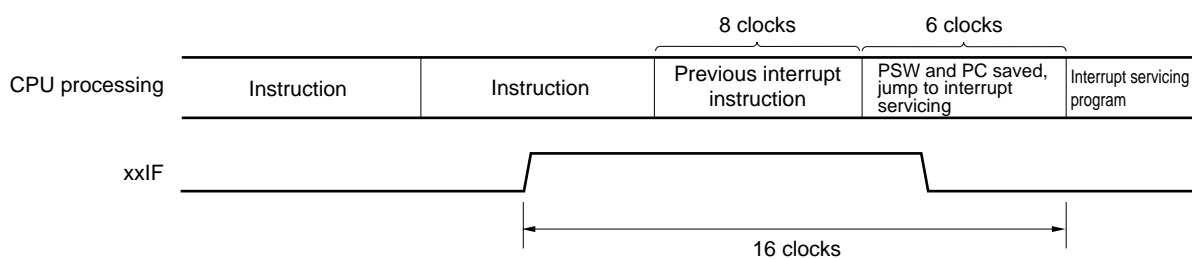 8 clocks
6 clocks
CPU processing
Instruction
Instruction
Previous interrupt
instruction
PSW and PC saved,
jump to interrupt
servicing
Interrupt servicing
program
xxIF
16 clocks